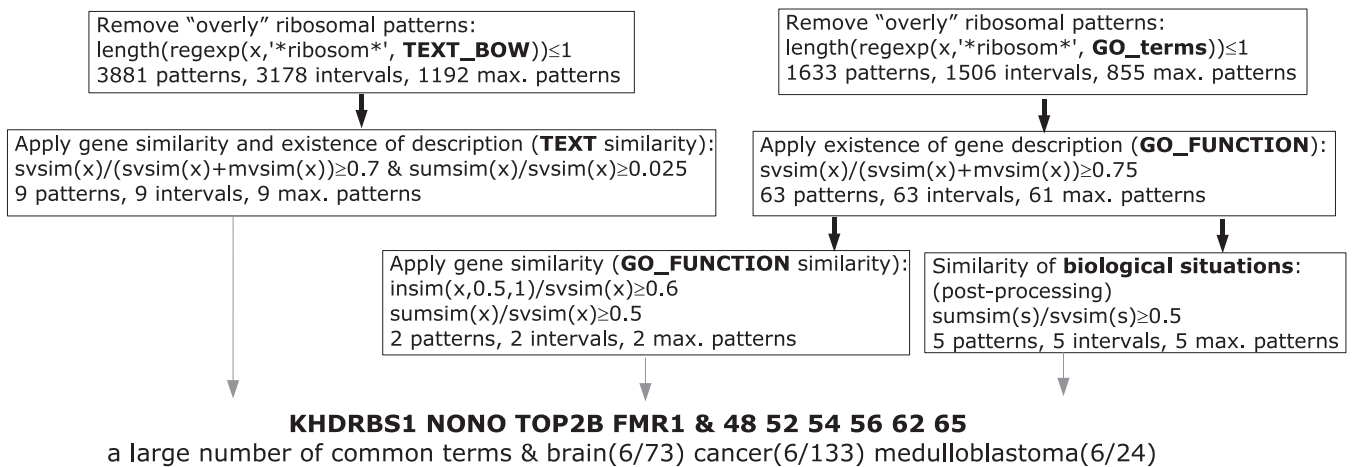 Remove “overly” ribosomal patterns:
length(regexp(x,'*ribosom*', TEXT_BOW))≤1
3881 patterns, 3178 intervals, 1192 max. patterns
Remove “overly” ribosomal patterns:
length(regexp(x,'*ribosom*', GO_terms))≤1
1633 patterns, 1506 intervals, 855 max. patterns
Apply gene similarity and existence of description (TEXT similarity):
svsim(x)/(svsim(x)+mvsim(x))≥0.7 & sumsim(x)/svsim(x)≥0.025
9 patterns, 9 intervals, 9 max. patterns
Apply existence of gene description (GO_FUNCTION):
svsim(x)/(svsim(x)+mvsim(x))≥0.75
63 patterns, 63 intervals, 61 max. patterns
Apply gene similarity (GO_FUNCTION similarity):
insim(x,0.5,1)/svsim(x)≥0.6
sumsim(x)/svsim(x)≥0.5
2 patterns, 2 intervals, 2 max. patterns
Similarity of biological situations:
(post-processing)
sumsim(s)/svsim(s)≥0.5
5 patterns, 5 intervals, 5 max. patterns
KHDRBS1 NONO TOP2B FMR1 & 48 52 54 56 62 65
a large number of common terms & brain(6/73) cancer(6/133) medulloblastoma(6/24)